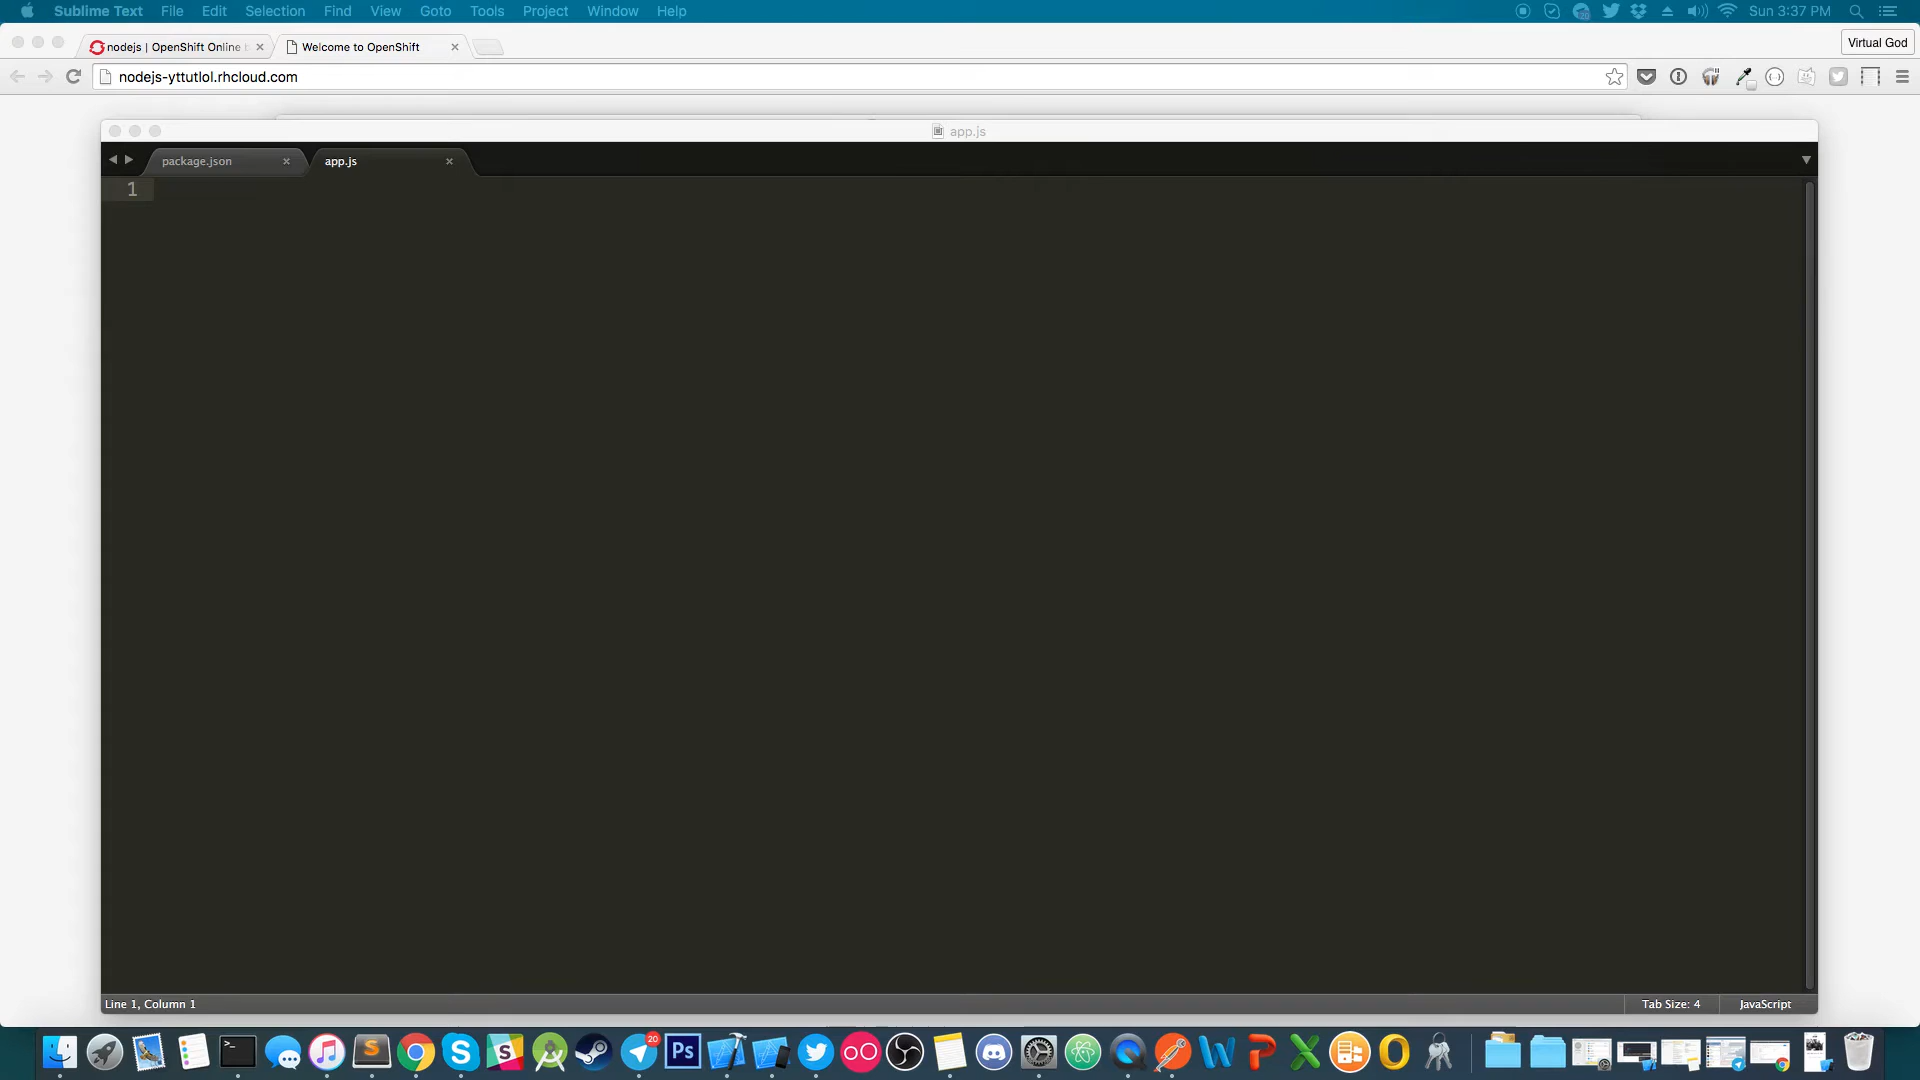 Sublime Text File Edit Selection Find View Goto Tools Project Window Help Sun 3:37 PM
nodejs | OpenShift Online Welcome to OpenShift Virtual God
nodejs-yttutlol.rhcloud.com
app.js
package.json app.js
1
Line 1, Column 1 Tab Size: 4 JavaScript
20
Ps